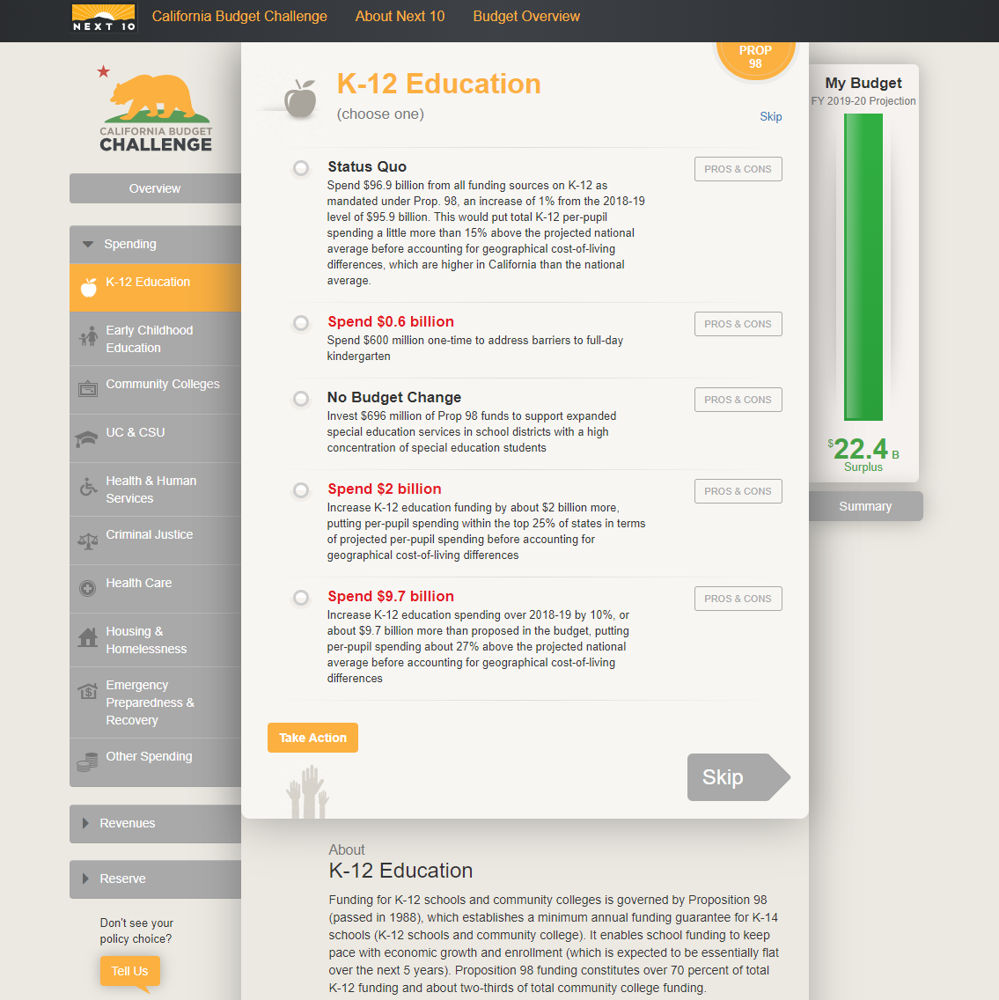 NEXT 10
California Budget Challenge
About Next 10
Budget Overview
CALIFORNIA BUDGET
CHALLENGE
Overview
Spending
K-12 Education
Early Childhood
Education
Community Colleges
UC & CSU
Health & Human
Services
Criminal Justice
Health Care
Housing &
Homelessness
Emergency
Preparedness &
Recovery
Other Spending
Revenues
Reserve
Don't see your
policy choice?
Tell Us
PROP
98
K-12 Education
(choose one)
Skip
Status Quo
PROS & CONS
Spend $96.9 billion from all funding sources on K-12 as
mandated under Prop. 98, an increase of 1% from the 2018-19
level of $95.9 billion. This would put total K-12 per-pupil
spending a little more than 15% above the projected national
average before accounting for geographical cost-of-living
differences, which are higher in California than the national
average.
Spend $0.6 billion
PROS & CONS
Spend $600 million one-time to address barriers to full-day
kindergarten
No Budget Change
PROS & CONS
Invest $696 million of Prop 98 funds to support expanded
special education services in school districts with a high
concentration of special education students
Spend $2 billion
PROS & CONS
Increase K-12 education funding by about $2 billion more,
putting per-pupil spending within the top 25% of states in terms
of projected per-pupil spending before accounting for
geographical cost-of-living differences
Spend $9.7 billion
PROS & CONS
Increase K-12 education spending over 2018-19 by 10%, or
about $9.7 billion more than proposed in the budget, putting
per-pupil spending about 27% above the projected national
average before accounting for geographical cost-of-living
differences
Take Action
Skip
About
K-12 Education
Funding for K-12 schools and community colleges is governed by Proposition 98
(passed in 1988), which establishes a minimum annual funding guarantee for K-14
schools (K-12 schools and community college). It enables school funding to keep
pace with economic growth and enrollment (which is expected to be essentially flat
over the next 5 years). Proposition 98 funding constitutes over 70 percent of total
K-12 funding and about two-thirds of total community college funding.
My Budget
FY 2019-20 Projection
$22.4 B
Surplus
Summary